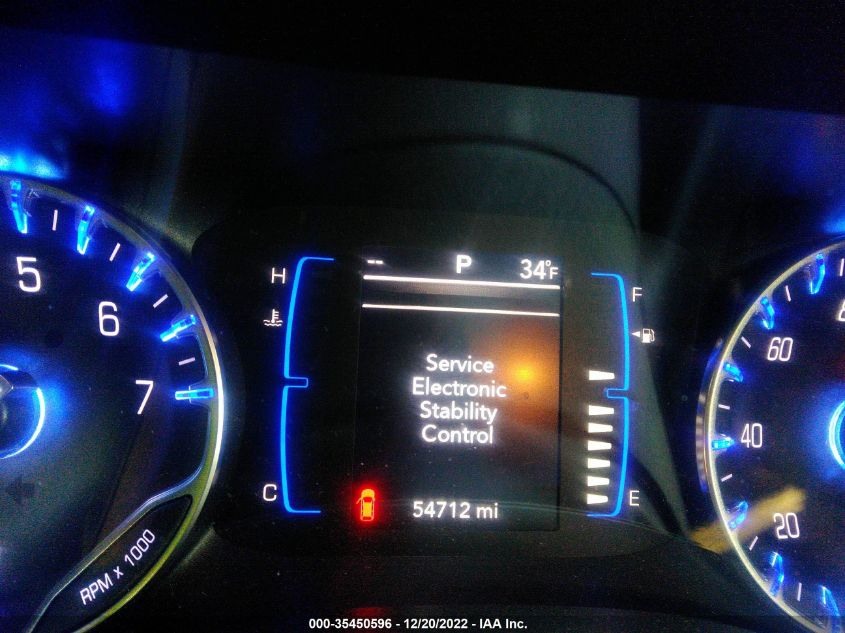 -- P 34°F
H
F
5
6
7
Service
Electronic
Stability
Control
60
40
20
C
E
54712 mi
RPM x 1000
000-35450596 - 12/20/2022 - IAA Inc.